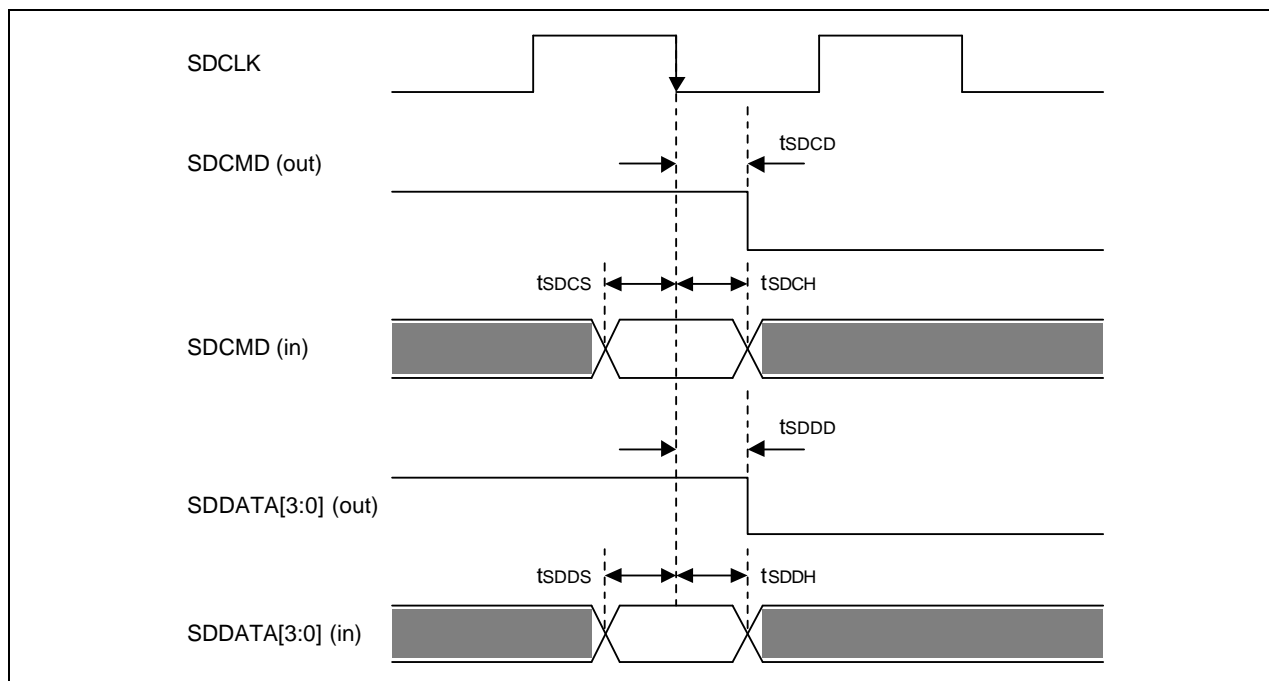 SDCLK
tSDCD
SDCMD (out)
tSDCS
tSDCH
SDCMD (in)
tSDDD
SDDATA[3:0] (out)
tSDDS
tSDDH
SDDATA[3:0] (in)